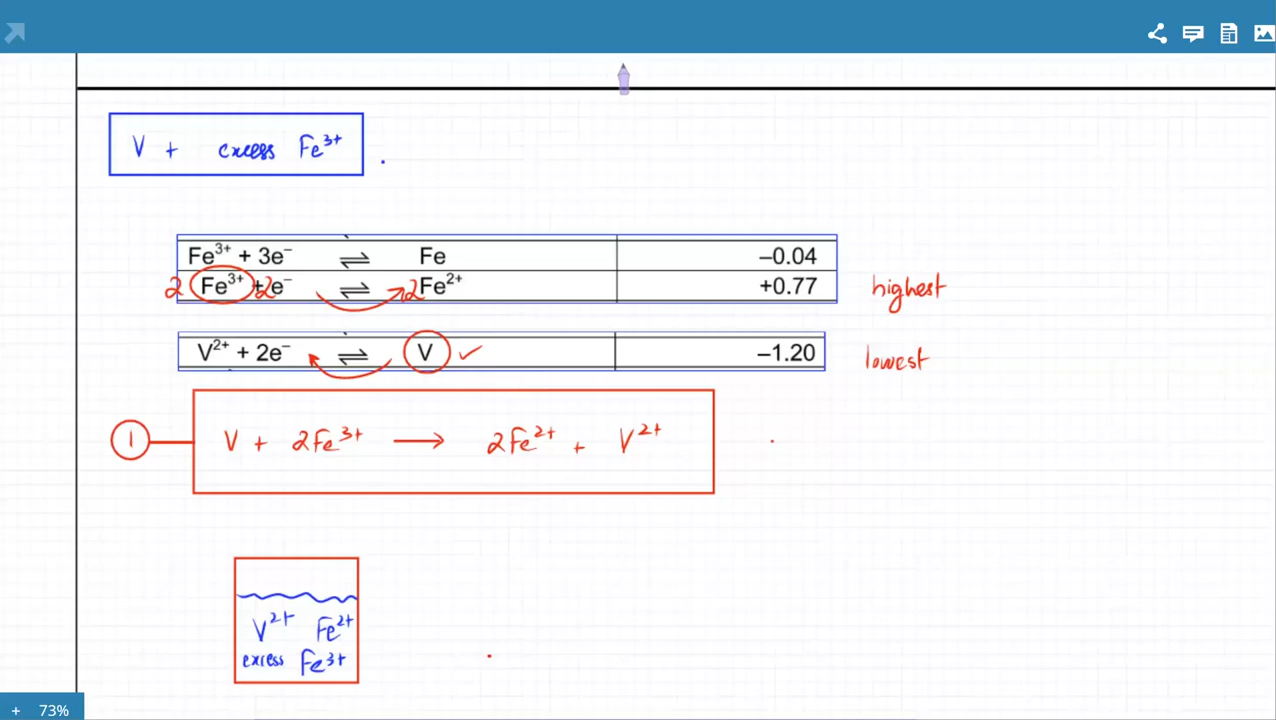 V + excess Fe³⁺ .
Fe³⁺ + 3e⁻ ⇌ Fe –0.04
2 Fe³⁺ + 2e⁻ ⇌ 2Fe²⁺ +0.77 highest
V²⁺ + 2e⁻ ⇌ V ✓ –1.20 lowest
① V + 2Fe³⁺ → 2Fe²⁺ + V²⁺
V²⁺ Fe²⁺
excess Fe³⁺
+ 73%